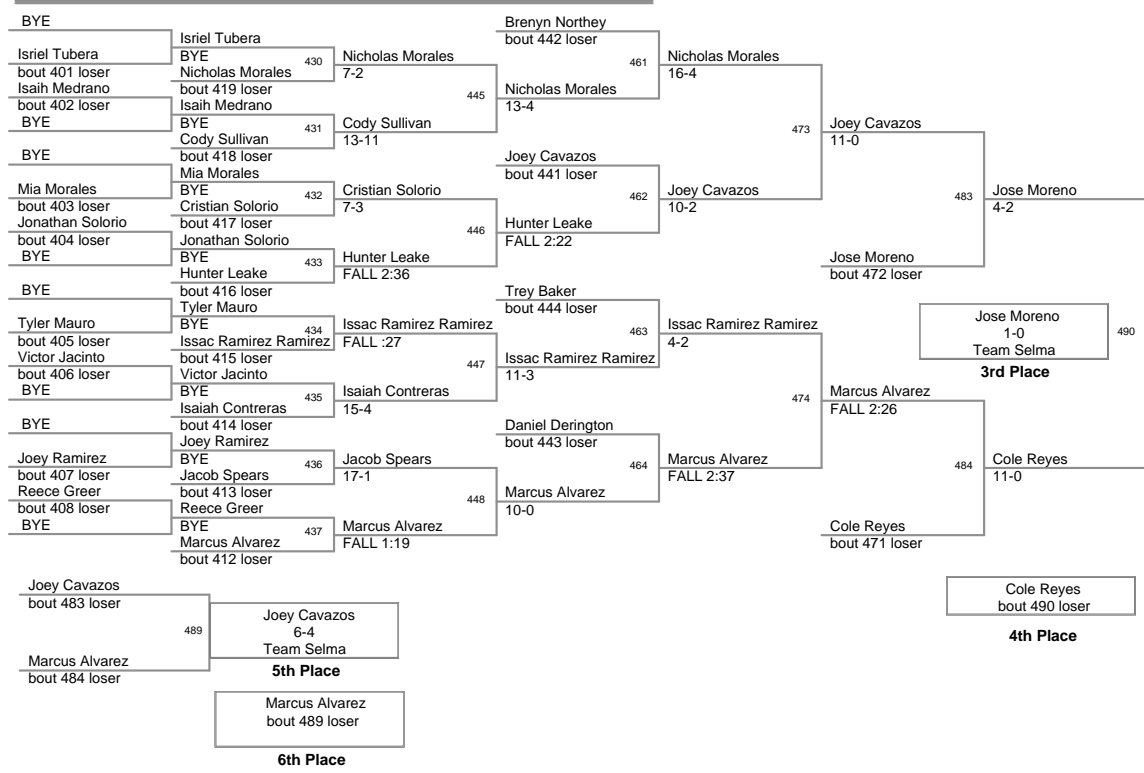 BYE
Isriel Tubera
bout 401 loser
Isaih Medrano
bout 402 loser
BYE
BYE
Mia Morales
bout 403 loser
Jonathan Solorio
bout 404 loser
BYE
BYE
Tyler Mauro
bout 405 loser
Victor Jacinto
bout 406 loser
BYE
BYE
Joey Ramirez
bout 407 loser
Reece Greer
bout 408 loser
BYE
Isriel Tubera
BYE
430
Nicholas Morales
bout 419 loser
Isaih Medrano
BYE
431
Cody Sullivan
bout 418 loser
Mia Morales
BYE
432
Cristian Solorio
bout 417 loser
Jonathan Solorio
BYE
433
Hunter Leake
bout 416 loser
Tyler Mauro
BYE
434
Issac Ramirez Ramirez
bout 415 loser
Victor Jacinto
BYE
435
Isaiah Contreras
bout 414 loser
Joey Ramirez
BYE
436
Jacob Spears
bout 413 loser
Reece Greer
BYE
437
Marcus Alvarez
bout 412 loser
Nicholas Morales
7-2
445
Cody Sullivan
13-11
Cristian Solorio
7-3
446
Hunter Leake
FALL 2:36
Issac Ramirez Ramirez
FALL :27
447
Isaiah Contreras
15-4
Jacob Spears
17-1
448
Marcus Alvarez
FALL 1:19
Brenyn Northey
bout 442 loser
461
Nicholas Morales
13-4
Joey Cavazos
bout 441 loser
462
Hunter Leake
FALL 2:22
Trey Baker
bout 444 loser
463
Issac Ramirez Ramirez
11-3
Daniel Derington
bout 443 loser
464
Marcus Alvarez
10-0
Nicholas Morales
16-4
473
Joey Cavazos
10-2
Issac Ramirez Ramirez
4-2
474
Marcus Alvarez
FALL 2:37
Joey Cavazos
11-0
483
Jose Moreno
bout 472 loser
Marcus Alvarez
FALL 2:26
484
Cole Reyes
bout 471 loser
Jose Moreno
4-2
Jose Moreno
1-0
Team Selma
490
3rd Place
Cole Reyes
11-0
Cole Reyes
bout 490 loser
4th Place
Joey Cavazos
bout 483 loser
489
Marcus Alvarez
bout 484 loser
Joey Cavazos
6-4
Team Selma
5th Place
Marcus Alvarez
bout 489 loser
6th Place